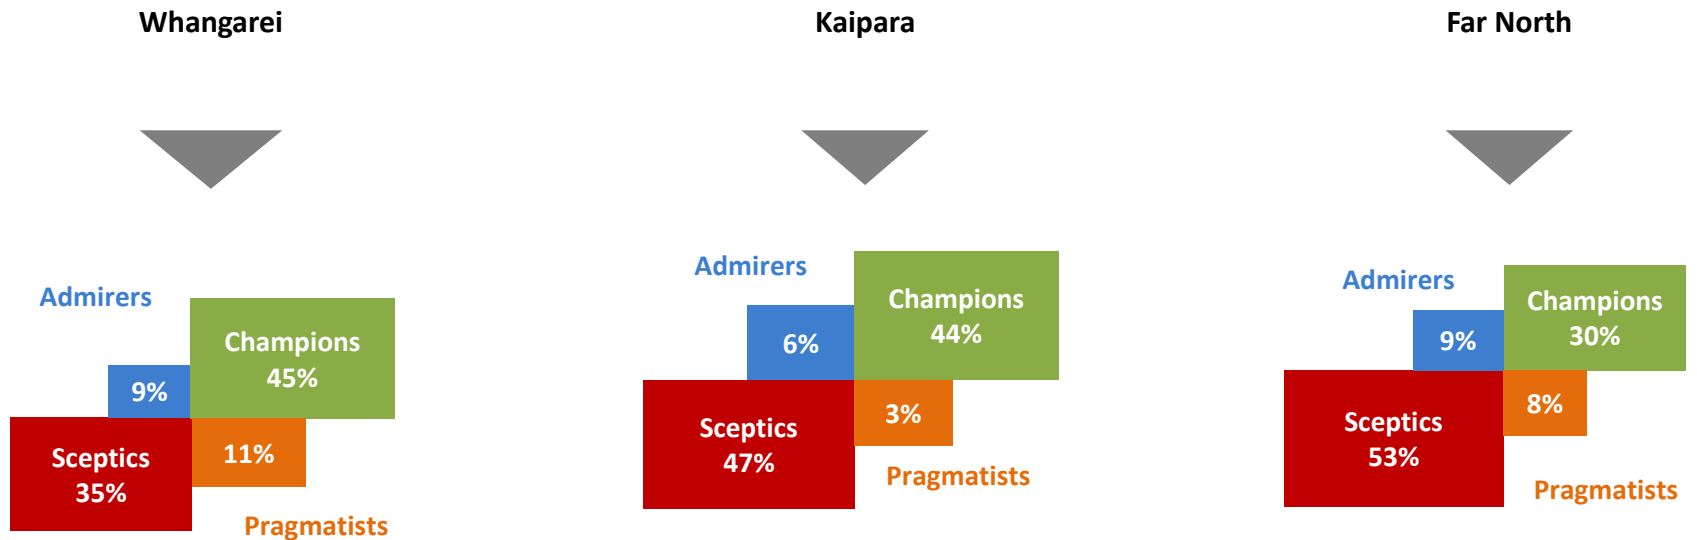 Whangarei
Kaipara
Far North
Admirers
Champions
45%
9%
Sceptics
35%
11%
Pragmatists
Admirers
Champions
44%
6%
Sceptics
47%
3%
Pragmatists
Admirers
Champions
30%
9%
Sceptics
53%
8%
Pragmatists